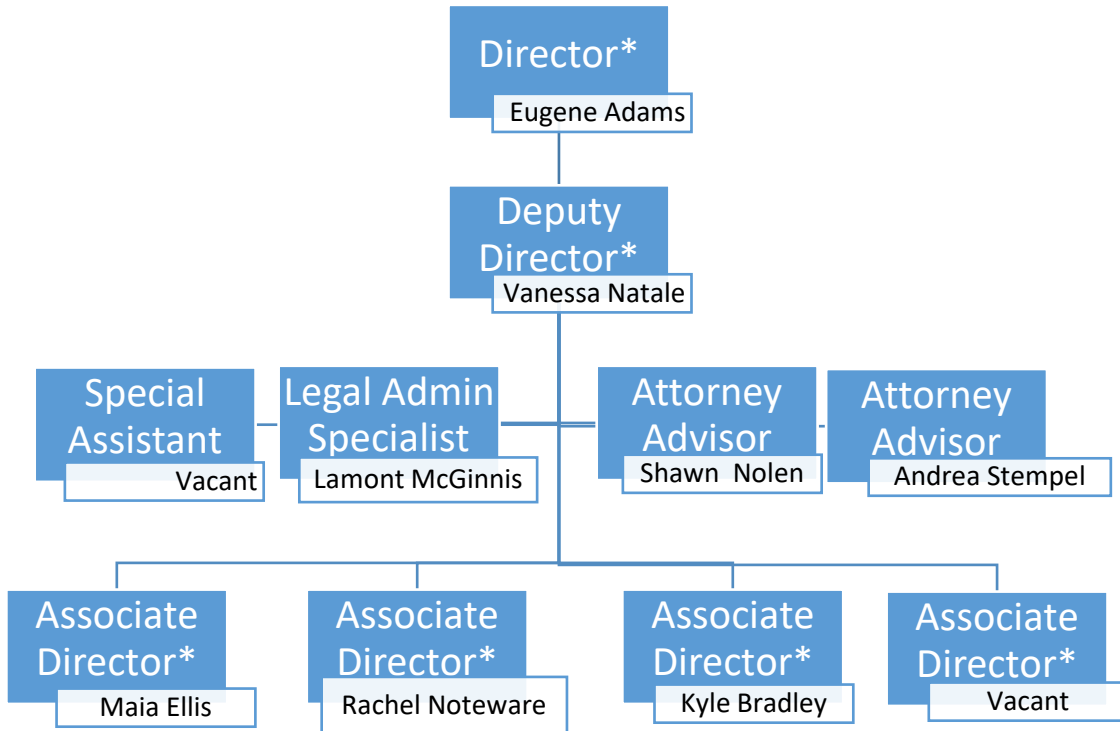 Director*
Eugene Adams
Deputy
Director*
Vanessa Natale
Special
Assistant
Vacant
Legal Admin
Specialist
Lamont McGinnis
Attorney
Advisor
Shawn  Nolen
Attorney
Advisor
Andrea Stempel
Associate
Director*
Maia Ellis
Associate
Director*
Rachel Noteware
Associate
Director*
Kyle Bradley
Associate
Director*
Vacant